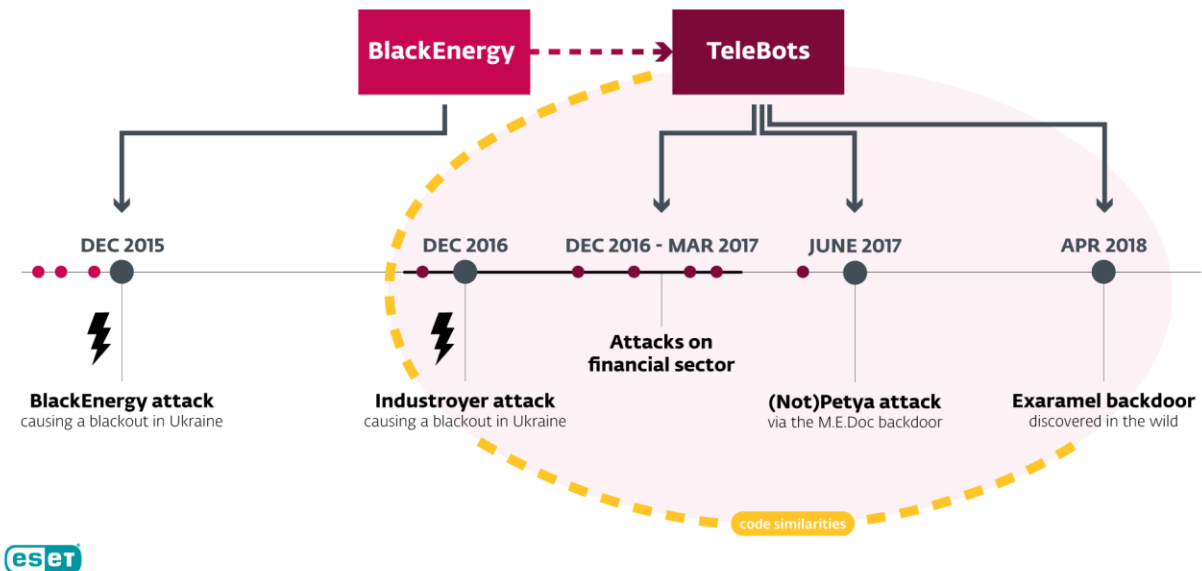 BlackEnergy
TeleBots
DEC 2015
DEC 2016
DEC 2016 - MAR 2017
JUNE 2017
APR 2018
Attacks on
financial sector
BlackEnergy attack
causing a blackout in Ukraine
Industroyer attack
causing a blackout in Ukraine
(Not)Petya attack
via the M.E.Doc backdoor
Exaramel backdoor
discovered in the wild
code similarities
eseT